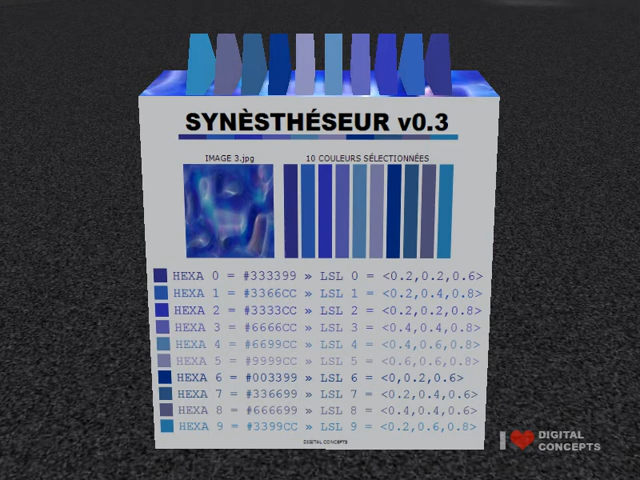 SYNÈSTHÉSEUR v0.3
IMAGE 3.jpg
10 COULEURS SÉLECTIONNÉES
HEXA 0 = #333399 » LSL 0 = <0.2,0.2,0.6>
HEXA 1 = #3366CC » LSL 1 = <0.2,0.4,0.8>
HEXA 2 = #3333CC » LSL 2 = <0.2,0.2,0.8>
HEXA 3 = #6666CC » LSL 3 = <0.4,0.4,0.8>
HEXA 4 = #6699CC » LSL 4 = <0.4,0.6,0.8>
HEXA 5 = #9999CC » LSL 5 = <0.6,0.6,0.8>
HEXA 6 = #003399 » LSL 6 = <0,0.2,0.6>
HEXA 7 = #336699 » LSL 7 = <0.2,0.4,0.6>
HEXA 8 = #666699 » LSL 8 = <0.4,0.4,0.6>
HEXA 9 = #3399CC » LSL 9 = <0.2,0.6,0.8>
DIGITAL CONCEPTS
I ❤ DIGITAL
CONCEPTS